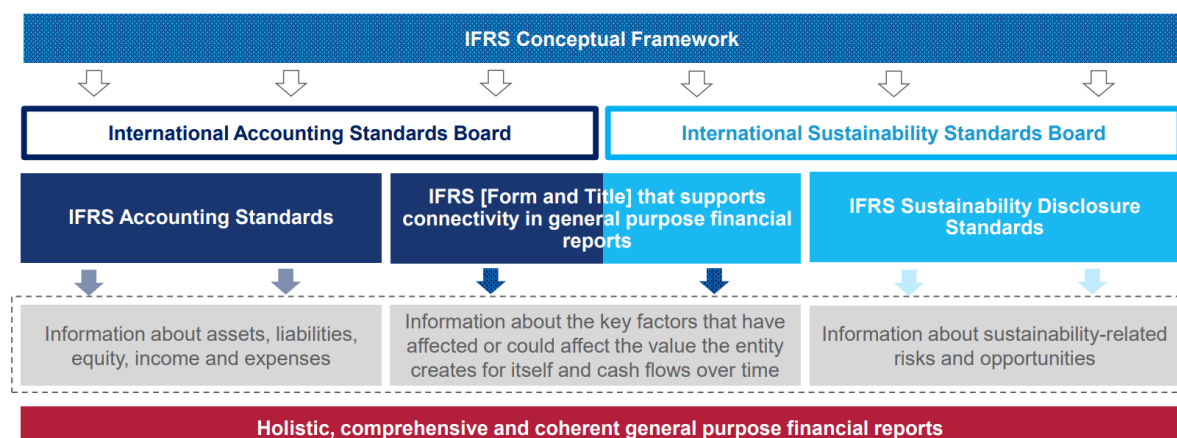 IFRS Conceptual Framework
International Accounting Standards Board
International Sustainability Standards Board
IFRS Accounting Standards
IFRS [Form and Title] that supports
connectivity in general purpose financial
reports
IFRS Sustainability Disclosure
Standards
Information about assets, liabilities,
equity, income and expenses
Information about the key factors that have
affected or could affect the value the entity
creates for itself and cash flows over time
Information about sustainability-related
risks and opportunities
Holistic, comprehensive and coherent general purpose financial reports